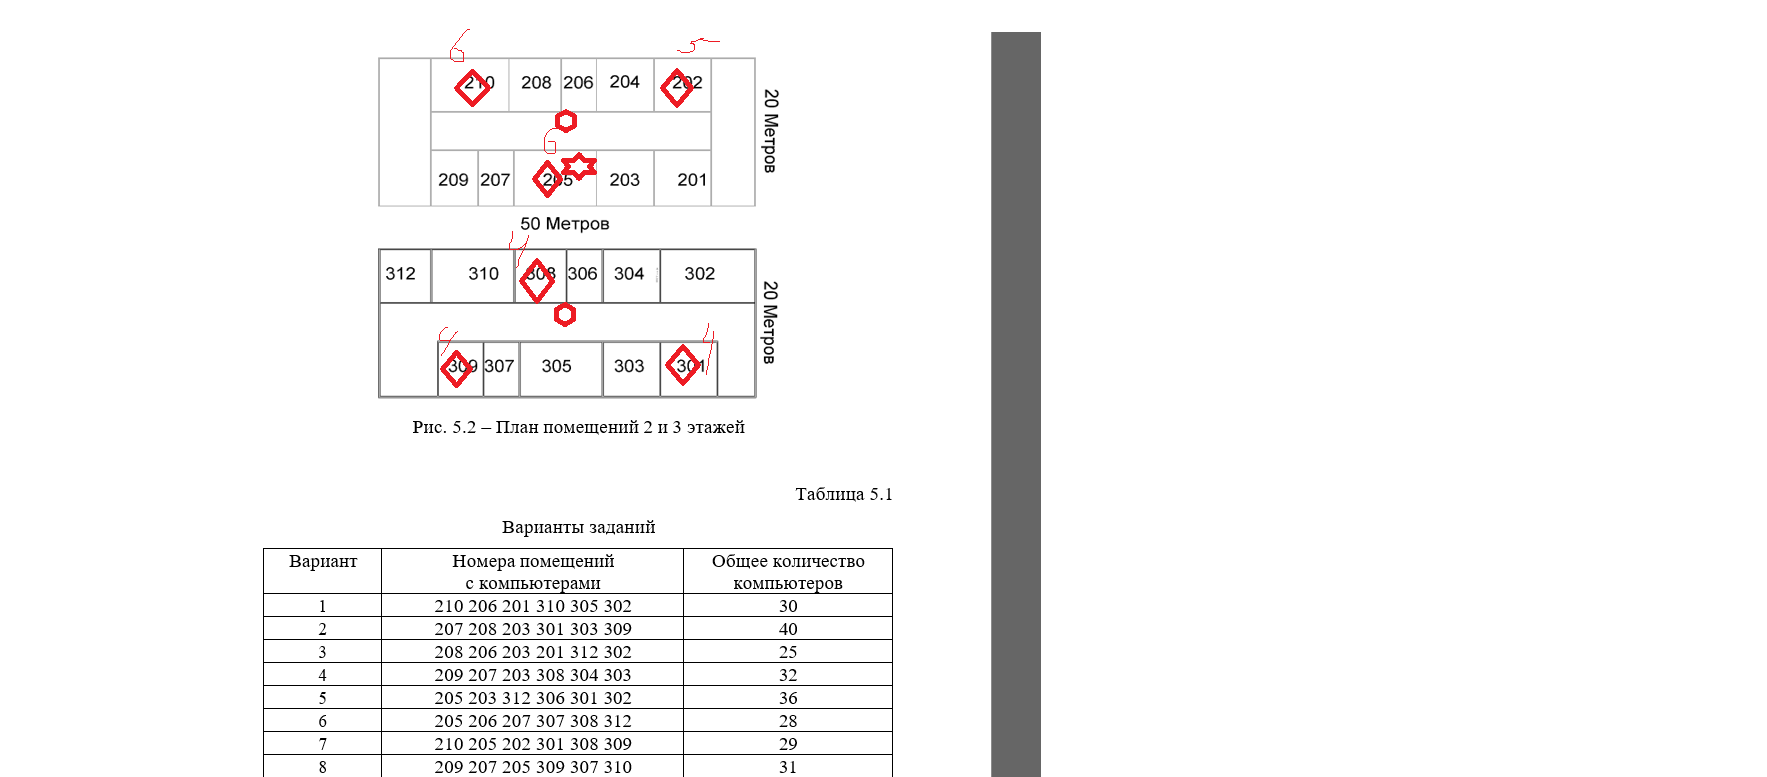 6 5
210 208 206 204 202
20 Метров
6
209 207 205 203 201
50 Метров
4
312 310 308 306 304 302
20 Метров
4
309 307 305 303 301
Рис. 5.2 – План помещений 2 и 3 этажей
Таблица 5.1
Варианты заданий
Вариант Номера помещений с компьютерами Общее количество компьютеров
1 210 206 201 310 305 302 30
2 207 208 203 301 303 309 40
3 208 206 203 201 312 302 25
4 209 207 203 308 304 303 32
5 205 203 312 306 301 302 36
6 205 206 207 307 308 312 28
7 210 205 202 301 308 309 29
8 209 207 205 309 307 310 31